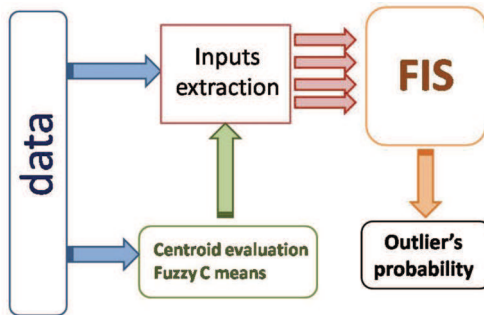 data
Inputs
extraction
FIS
Centroid evaluation
Fuzzy C means
Outlier's
probability